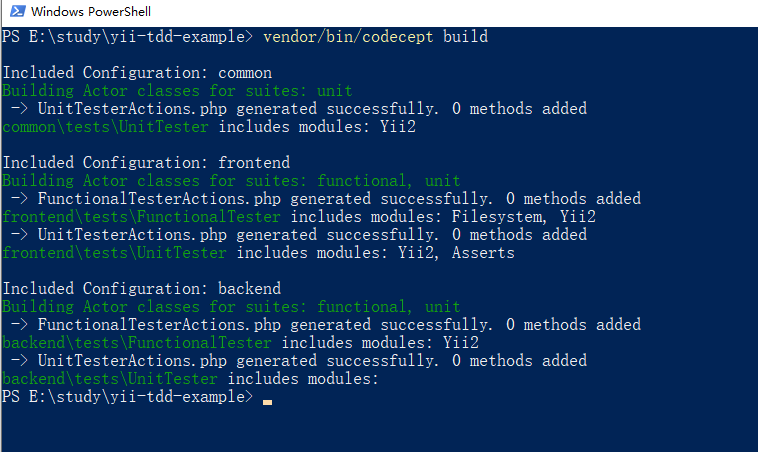 Windows PowerShell
PS E:\study\yii-tdd-example> vendor/bin/codecept build
Included Configuration: common
Building Actor classes for suites: unit
-> UnitTesterActions.php generated successfully. 0 methods added
common\tests\UnitTester includes modules: Yii2
Included Configuration: frontend
Building Actor classes for suites: functional, unit
-> FunctionalTesterActions.php generated successfully. 0 methods added
frontend\tests\FunctionalTester includes modules: Filesystem, Yii2
-> UnitTesterActions.php generated successfully. 0 methods added
frontend\tests\UnitTester includes modules: Yii2, Asserts
Included Configuration: backend
Building Actor classes for suites: functional, unit
-> FunctionalTesterActions.php generated successfully. 0 methods added
backend\tests\FunctionalTester includes modules: Yii2
-> UnitTesterActions.php generated successfully. 0 methods added
backend\tests\UnitTester includes modules:
PS E:\study\yii-tdd-example>